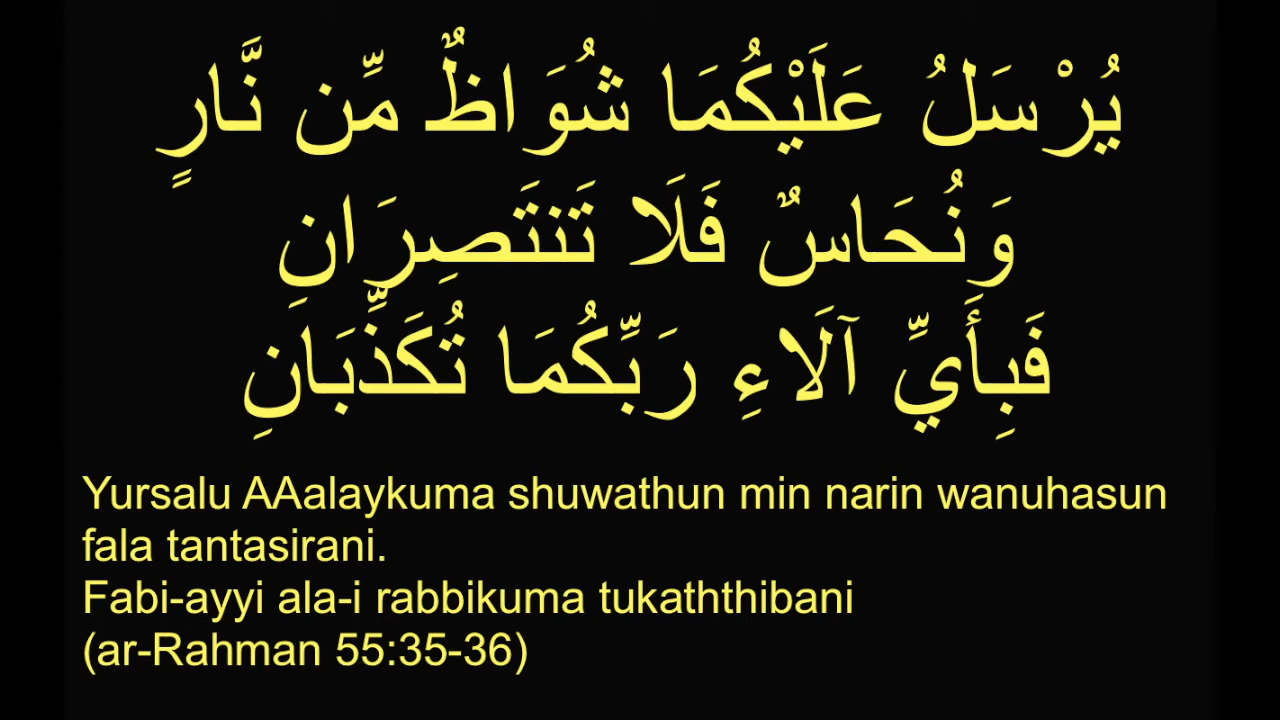 يُرْسَلُ عَلَيْكُمَا شُوَاظٌ مِّن نَّارٍ
وَنُحَاسٌ فَلَا تَنتَصِرَانِ
فَبِأَيِّ آلَاءِ رَبِّكُمَا تُكَذِّبَانِ
Yursalu AAalaykuma shuwathun min narin wanuhasun
fala tantasirani.
Fabi-ayyi ala-i rabbikuma tukaththibani
(ar-Rahman 55:35-36)